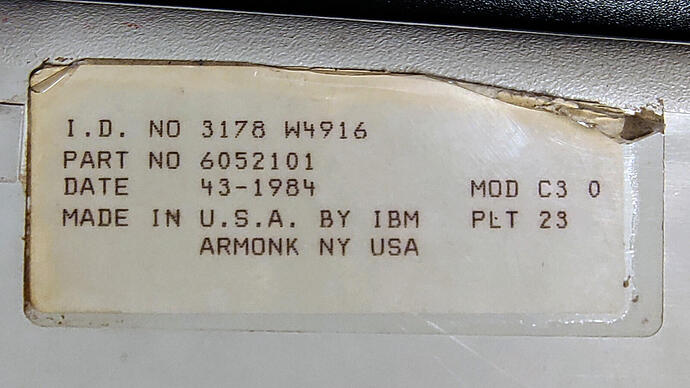 I.D. NO 3178 W4916
PART NO 6052101
DATE 43-1984 MOD C3 0
MADE IN U.S.A. BY IBM PLT 23
ARMONK NY USA